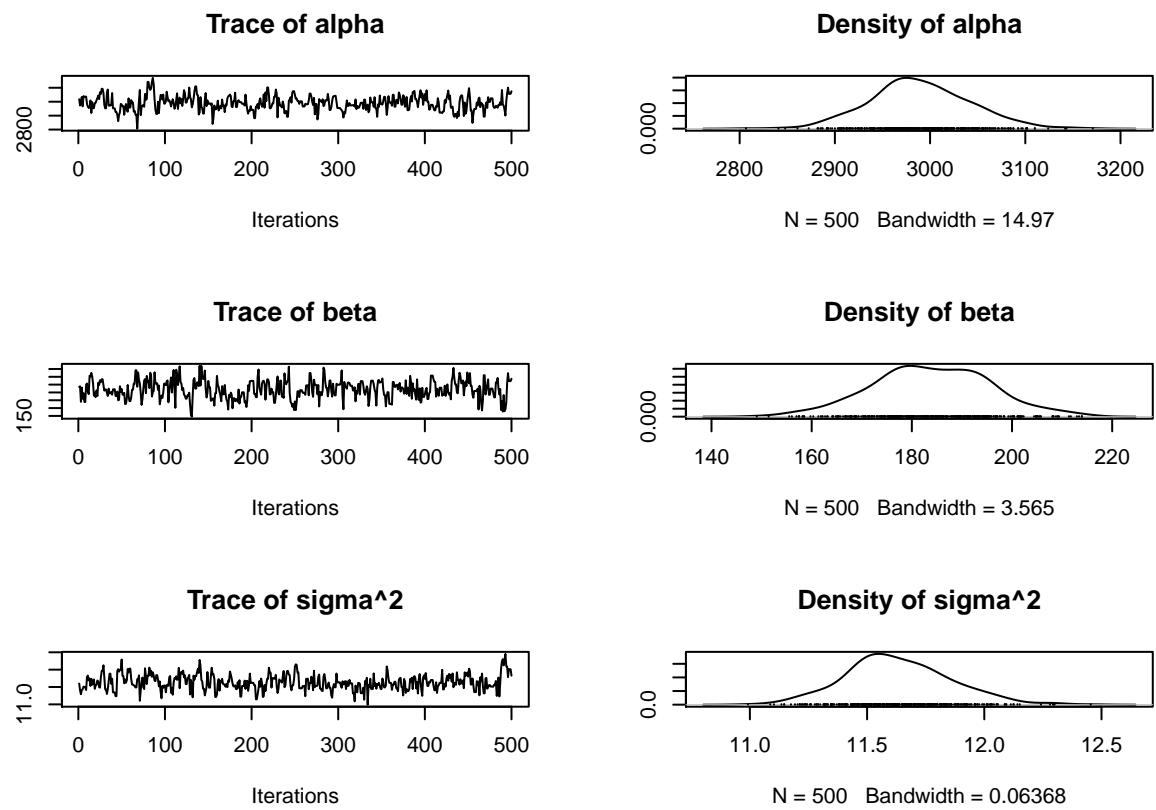 Trace of alpha
2800
0 100 200 300 400 500
Iterations
Density of alpha
0.000
2800 2900 3000 3100 3200
N = 500 Bandwidth = 14.97
Trace of beta
150
0 100 200 300 400 500
Iterations
Density of beta
0.000
140 160 180 200 220
N = 500 Bandwidth = 3.565
Trace of sigma^2
11.0
0 100 200 300 400 500
Iterations
Density of sigma^2
0.0
11.0 11.5 12.0 12.5
N = 500 Bandwidth = 0.06368